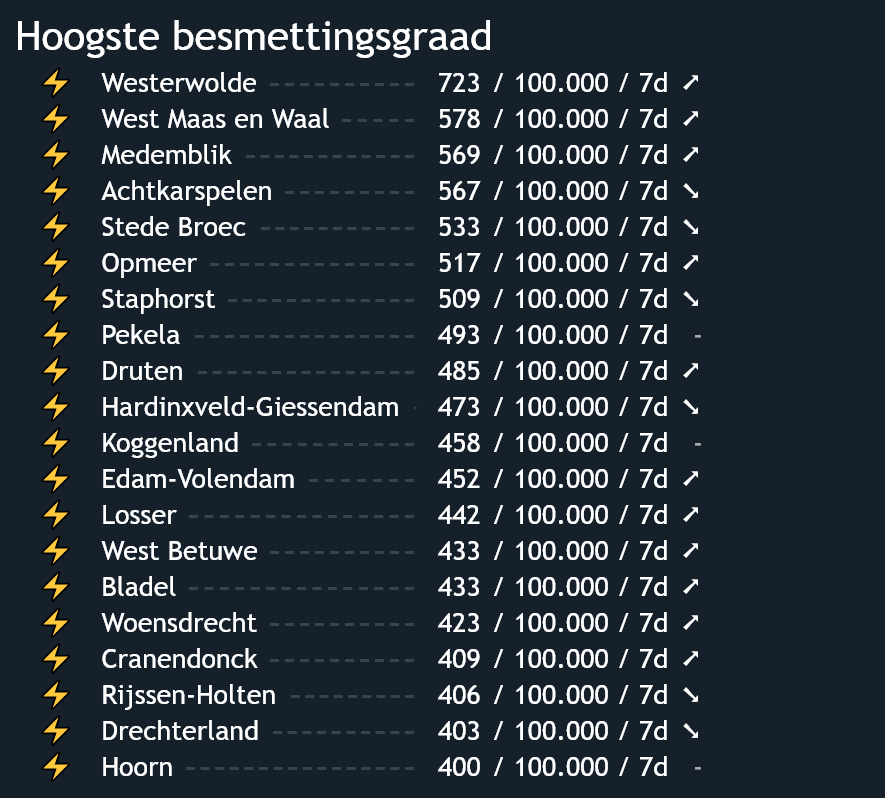 Hoogste besmettingsgraad
⚡ Westerwolde ---------- 723 / 100.000 / 7d ➚
⚡ West Maas en Waal ----- 578 / 100.000 / 7d ➚
⚡ Medemblik ------------ 569 / 100.000 / 7d ➚
⚡ Achtkarspelen --------- 567 / 100.000 / 7d ➘
⚡ Stede Broec ----------- 533 / 100.000 / 7d ➘
⚡ Opmeer -------------- 517 / 100.000 / 7d ➚
⚡ Staphorst ------------- 509 / 100.000 / 7d ➘
⚡ Pekela --------------- 493 / 100.000 / 7d -
⚡ Druten --------------- 485 / 100.000 / 7d ➚
⚡ Hardinxveld-Giessendam - 473 / 100.000 / 7d ➘
⚡ Koggenland ----------- 458 / 100.000 / 7d -
⚡ Edam-Volendam ------- 452 / 100.000 / 7d ➚
⚡ Losser --------------- 442 / 100.000 / 7d ➚
⚡ West Betuwe ---------- 433 / 100.000 / 7d ➚
⚡ Bladel --------------- 433 / 100.000 / 7d ➚
⚡ Woensdrecht ---------- 423 / 100.000 / 7d ➚
⚡ Cranendonck ---------- 409 / 100.000 / 7d ➚
⚡ Rijssen-Holten -------- 406 / 100.000 / 7d ➘
⚡ Drechterland ---------- 403 / 100.000 / 7d ➘
⚡ Hoorn --------------- 400 / 100.000 / 7d -